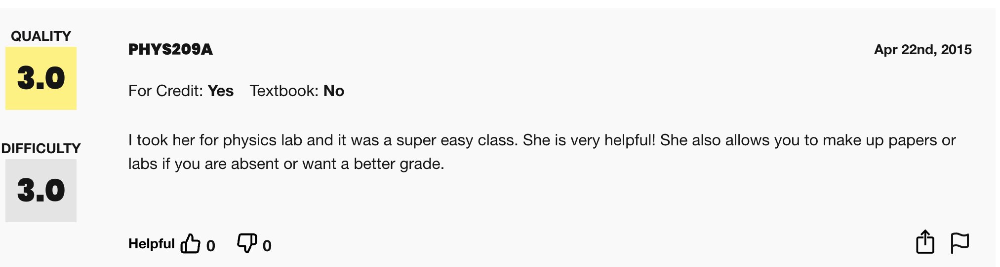 QUALITY
3.0
DIFFICULTY
3.0
PHYS209A
Apr 22nd, 2015
For Credit: Yes Textbook: No
I took her for physics lab and it was a super easy class. She is very helpful! She also allows you to make up papers or
labs if you are absent or want a better grade.
Helpful 0 0